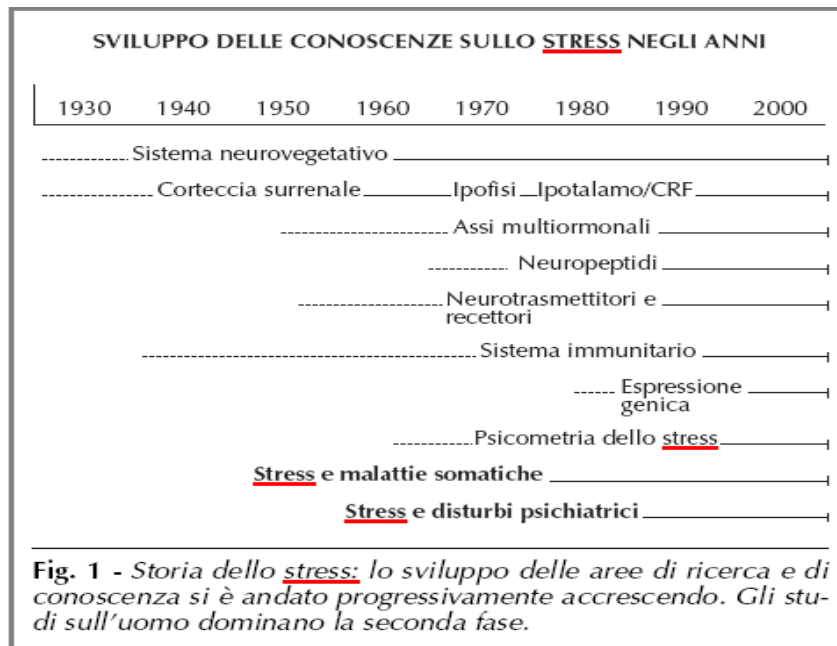 SVILUPPO DELLE CONOSCENZE SULLO STRESS NEGLI ANNI
1930 1940 1950 1960 1970 1980 1990 2000
Sistema neurovegetativo
Corteccia surrenale Ipofisi Ipotalamo/CRF
Assi multiormonali
Neuropeptidi
Neurotrasmettitori e
recettori
Sistema immunitario
Espressione
genica
Psicometria dello stress
Stress e malattie somatiche
Stress e disturbi psichiatrici
Fig. 1 - Storia dello stress: lo sviluppo delle aree di ricerca e di
conoscenza si è andato progressivamente accrescendo. Gli stu-
di sull'uomo dominano la seconda fase.